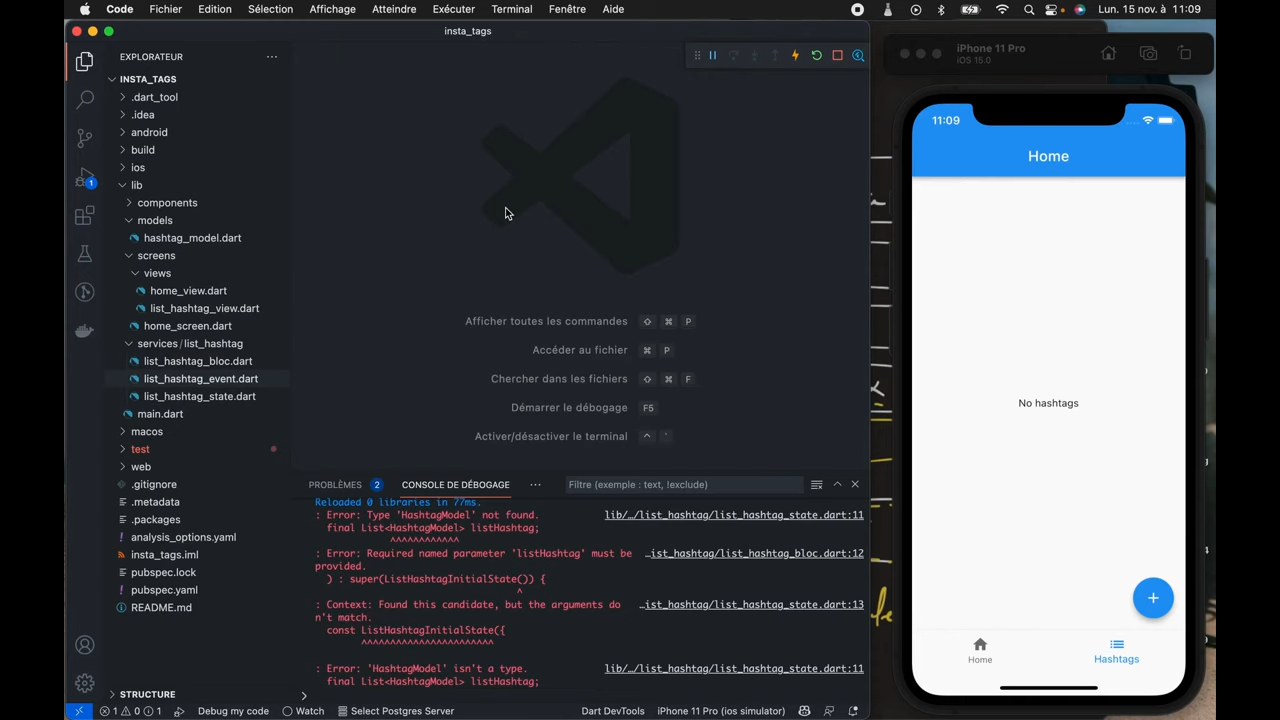 Code Fichier Edition Sélection Affichage Atteindre Exécuter Terminal Fenêtre Aide Lun. 15 nov. à 11:09
insta_tags
EXPLORATEUR
INSTA_TAGS
.dart_tool
.idea
android
build
ios
lib
components
models
hashtag_model.dart
screens
views
home_view.dart
list_hashtag_view.dart
home_screen.dart
services/list_hashtag
list_hashtag_bloc.dart
list_hashtag_event.dart
list_hashtag_state.dart
main.dart
macos
test
web
.gitignore
.metadata
.packages
analysis_options.yaml
insta_tags.iml
pubspec.lock
pubspec.yaml
README.md
STRUCTURE
1
Afficher toutes les commandes ⇧ ⌘ P
Accéder au fichier ⌘ P
Chercher dans les fichiers ⇧ ⌘ F
Démarrer le débogage F5
Activer/désactiver le terminal ^ `
PROBLÈMES 2 CONSOLE DE DÉBOGAGE ··· Filtre (exemple : text, !exclude)
Reloaded 0 libraries in 77ms.
: Error: Type 'HashtagModel' not found. lib/…/list_hashtag/list_hashtag_state.dart:11
final List<HashtagModel> listHashtag;
^^^^^^^^^^^^
: Error: Required named parameter 'listHashtag' must be …ist_hashtag/list_hashtag_bloc.dart:12
provided.
) : super(ListHashtagInitialState()) {
^
: Context: Found this candidate, but the arguments do …ist_hashtag/list_hashtag_state.dart:13
n't match.
const ListHashtagInitialState({
^^^^^^^^^^^^^^^^^^^^^^^
: Error: 'HashtagModel' isn't a type. lib/…/list_hashtag/list_hashtag_state.dart:11
final List<HashtagModel> listHashtag;
1 0 1 Debug my code Watch Select Postgres Server Dart DevTools iPhone 11 Pro (ios simulator)
iPhone 11 Pro
iOS 15.0
11:09
Home
No hashtags
+
Home Hashtags